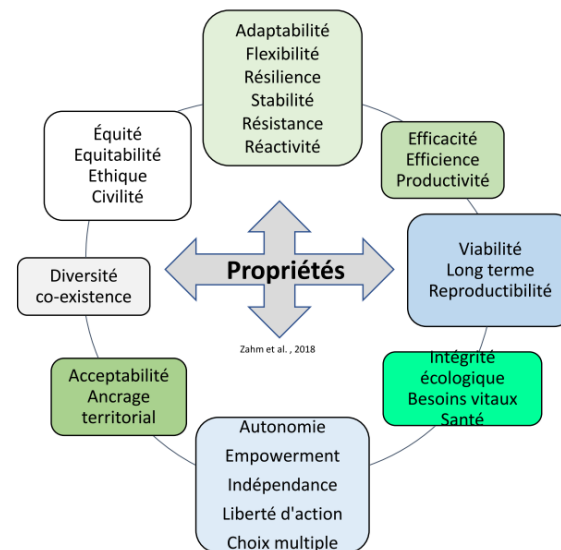 Adaptabilité
Flexibilité
Résilience
Stabilité
Résistance
Réactivité
Efficacité
Efficience
Productivité
Viabilité
Long terme
Reproductibilité
Intégrité
écologique
Besoins vitaux
Santé
Autonomie
Empowerment
Indépendance
Liberté d'action
Choix multiple
Acceptabilité
Ancrage
territorial
Diversité
co-existence
Équité
Equitabilité
Ethique
Civilité
Propriétés
Zahm et al. , 2018